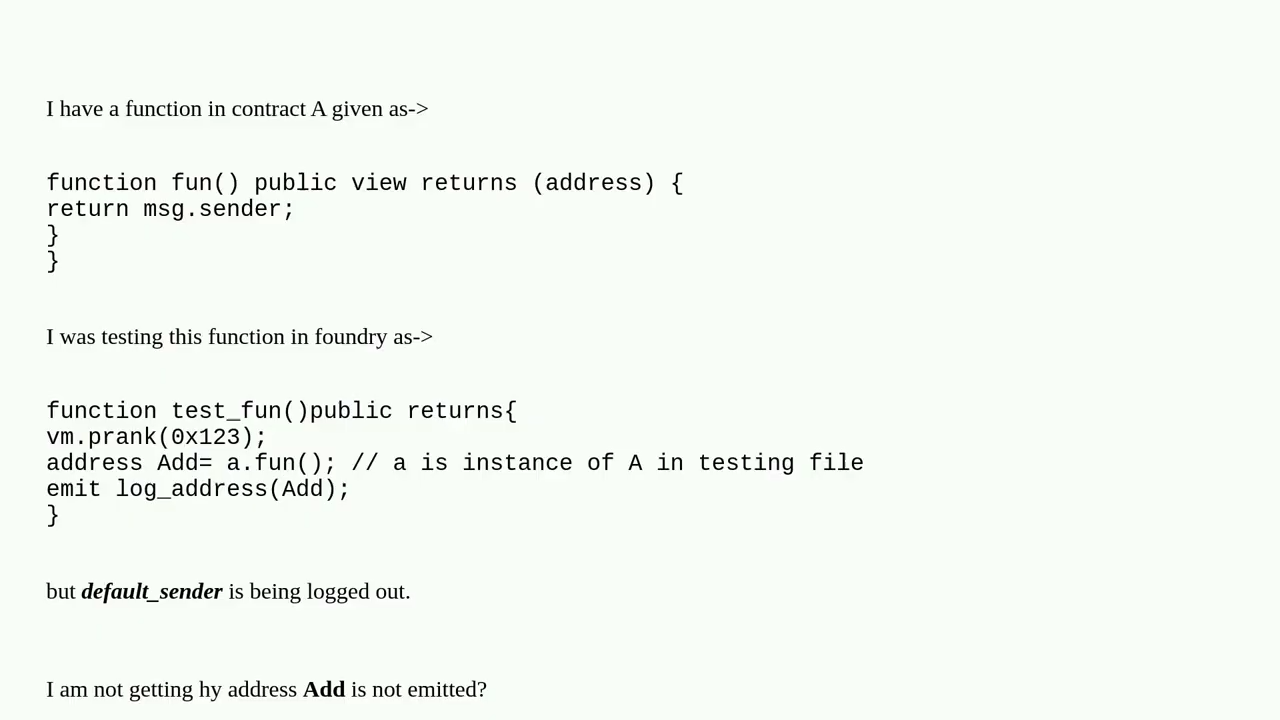 I have a function in contract A given as->
function fun() public view returns (address) {
return msg.sender;
}
}
I was testing this function in foundry as->
function test_fun()public returns{
vm.prank(0x123);
address Add= a.fun(); // a is instance of A in testing file
emit log_address(Add);
}
but default_sender is being logged out.
I am not getting hy address Add is not emitted?